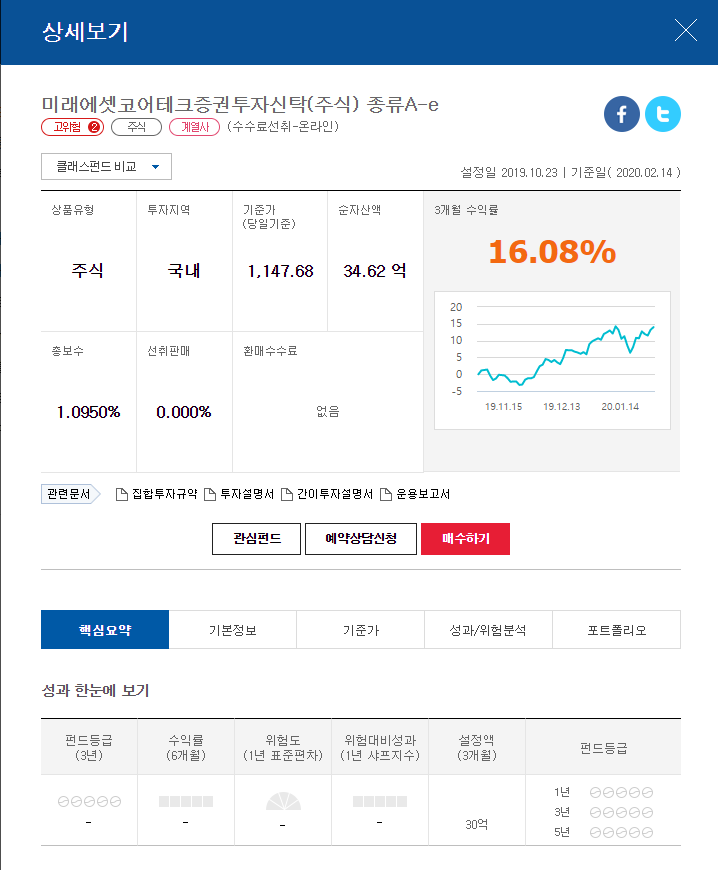 상세보기
미래에셋코어테크증권투자신탁(주식) 종류A-e
고위험 2 주식 계열사 (수수료선취-온라인)
클래스펀드 비교
설정일 2019.10.23 | 기준일( 2020.02.14 )
상품유형
주식
투자지역
국내
기준가
(당일기준)
1,147.68
순자산액
34.62 억
3개월 수익률
16.08%
20
15
10
5
0
-5
19.11.15 19.12.13 20.01.14
총보수
1.0950%
선취판매
0.000%
환매수수료
없음
관련문서 집합투자규약 투자설명서 간이투자설명서 운용보고서
관심펀드 예약상담신청 매수하기
핵심요약 기본정보 기준가 성과/위험분석 포트폴리오
성과 한눈에 보기
펀드등급
(3년)
수익률
(6개월)
위험도
(1년 표준편차)
위험대비성과
(1년 샤프지수)
설정액
(3개월)
펀드등급
-
-
-
-
30억
1년
3년
5년